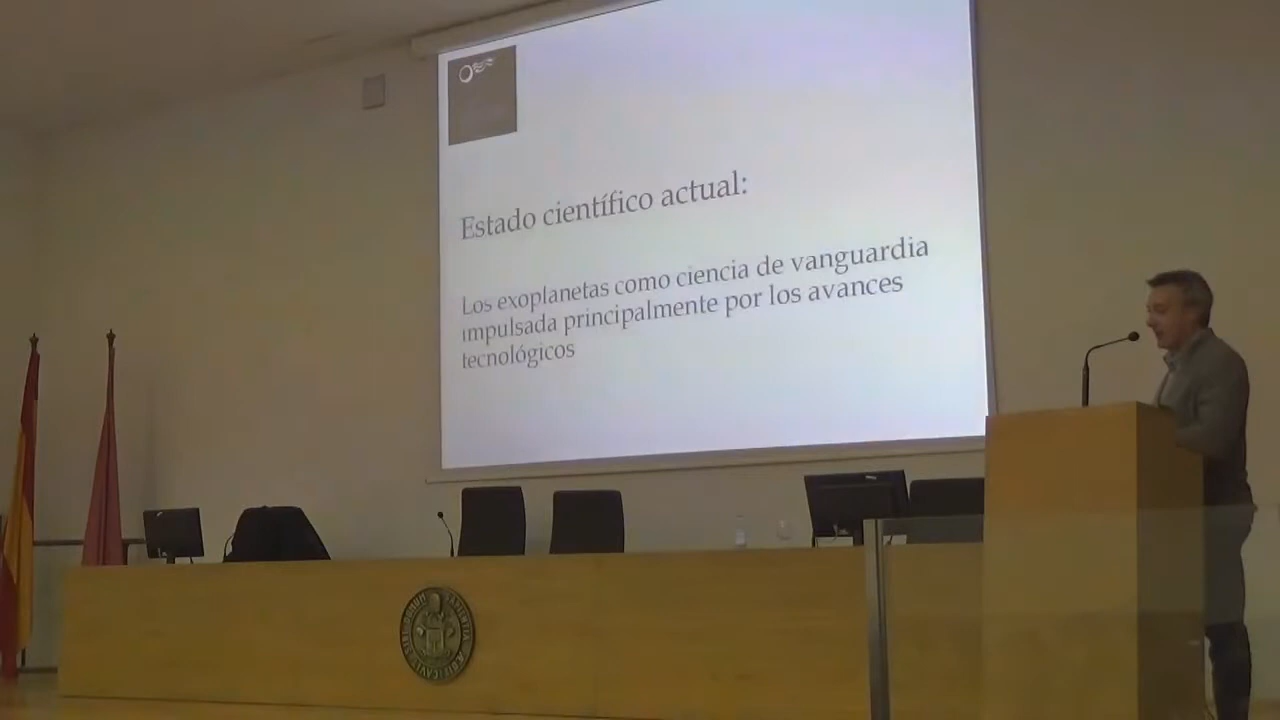 Estado científico actual:
Los exoplanetas como ciencia de vanguardia
impulsada principalmente por los avances
tecnológicos